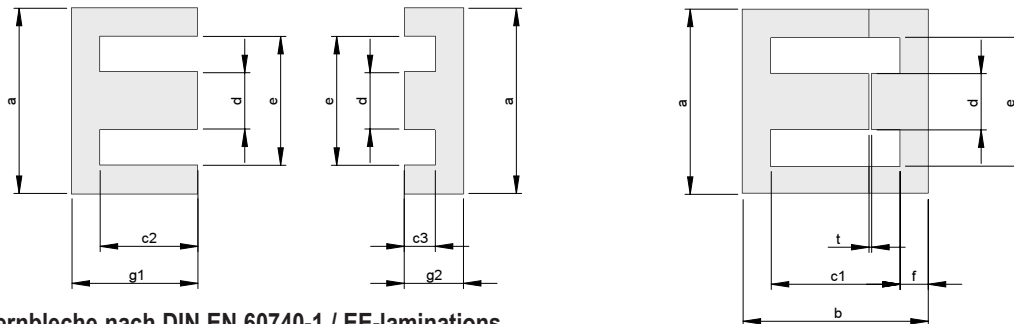 a
d
e
c2
g1
e
d
a
c3
g2
a
d
e
t
c1
f
b
ernbleche nach DIN EN 60740-1 / EE-laminations